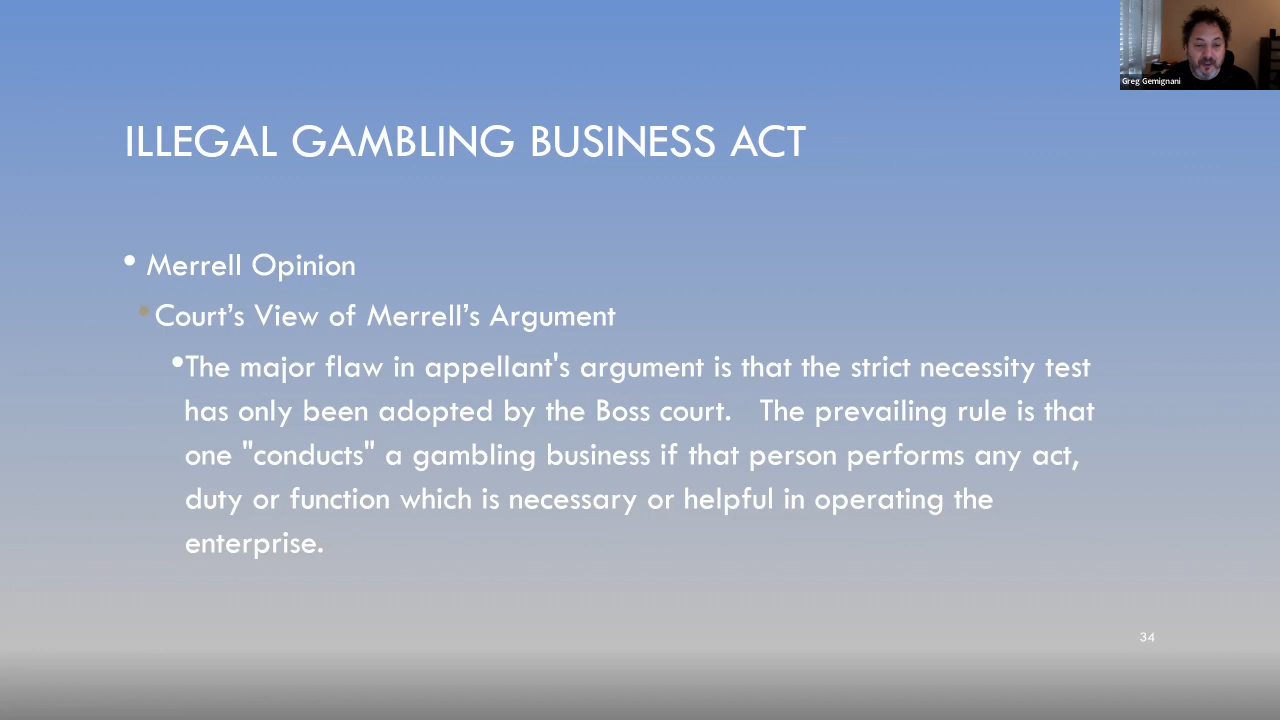 Greg Gemignani
ILLEGAL GAMBLING BUSINESS ACT
• Merrell Opinion
• Court’s View of Merrell’s Argument
•The major flaw in appellant's argument is that the strict necessity test
has only been adopted by the Boss court. The prevailing rule is that
one "conducts" a gambling business if that person performs any act,
duty or function which is necessary or helpful in operating the
enterprise.
34